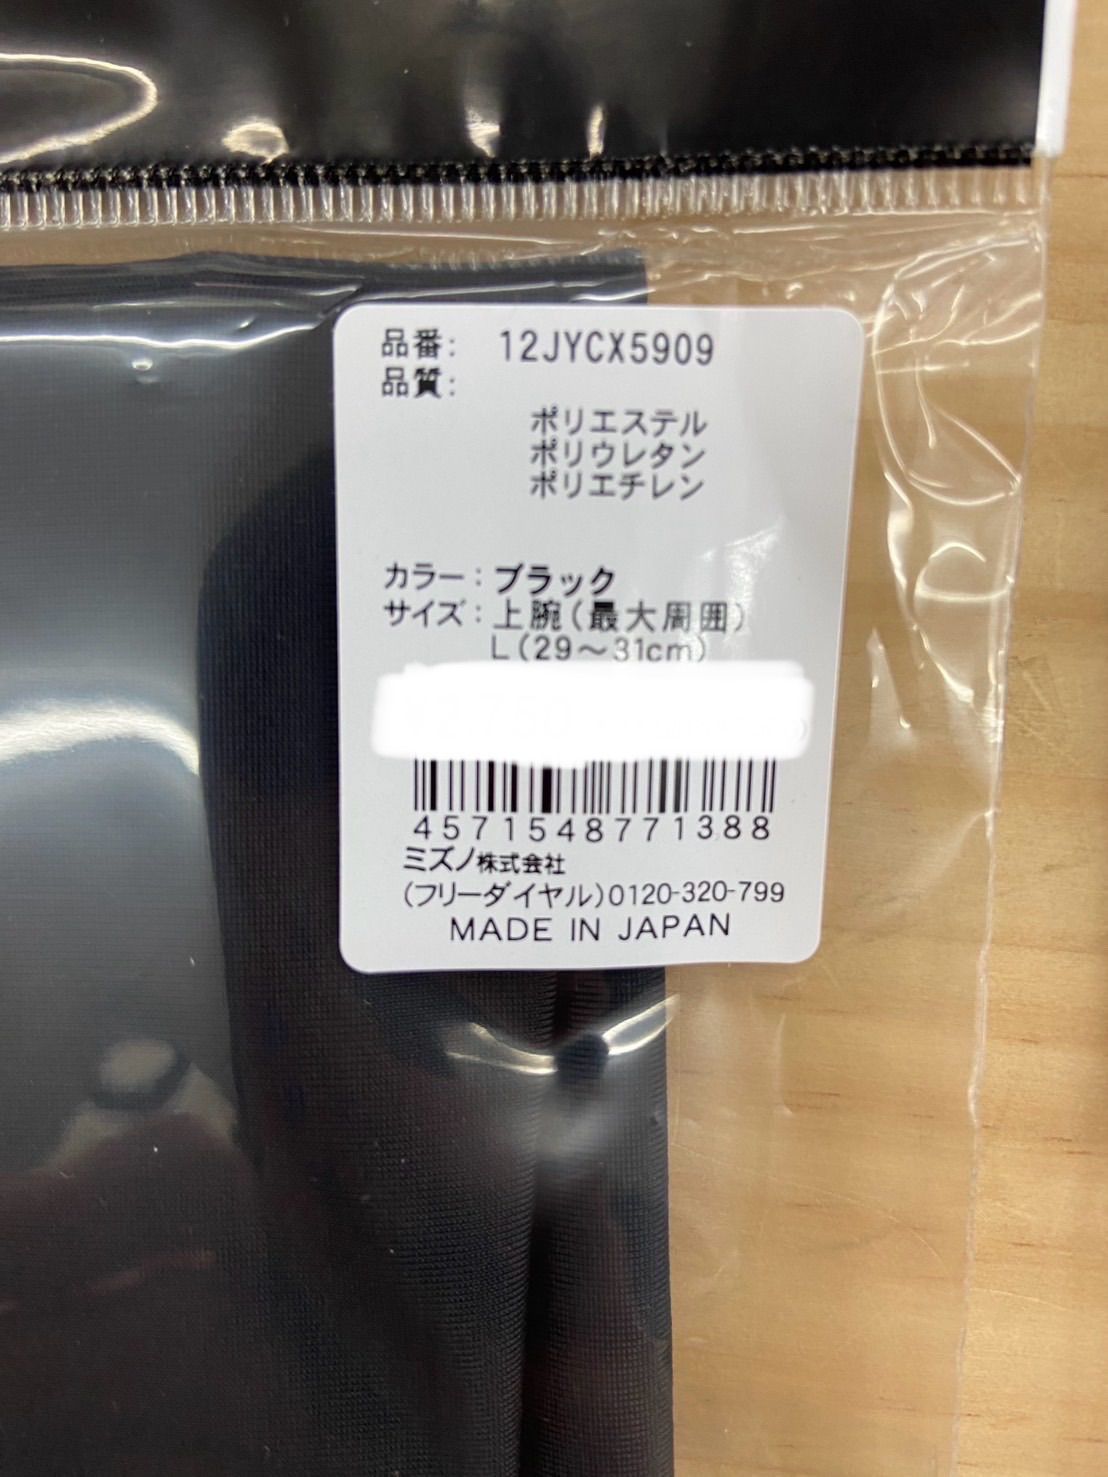 品番: 12JYCX5909
品質:
ポリエステル
ポリウレタン
ポリエチレン
カラー: ブラック
サイズ: 上腕(最大周囲)
L(29〜31cm)
4571548771388
ミズノ株式会社
(フリーダイヤル)0120-320-799
MADE IN JAPAN